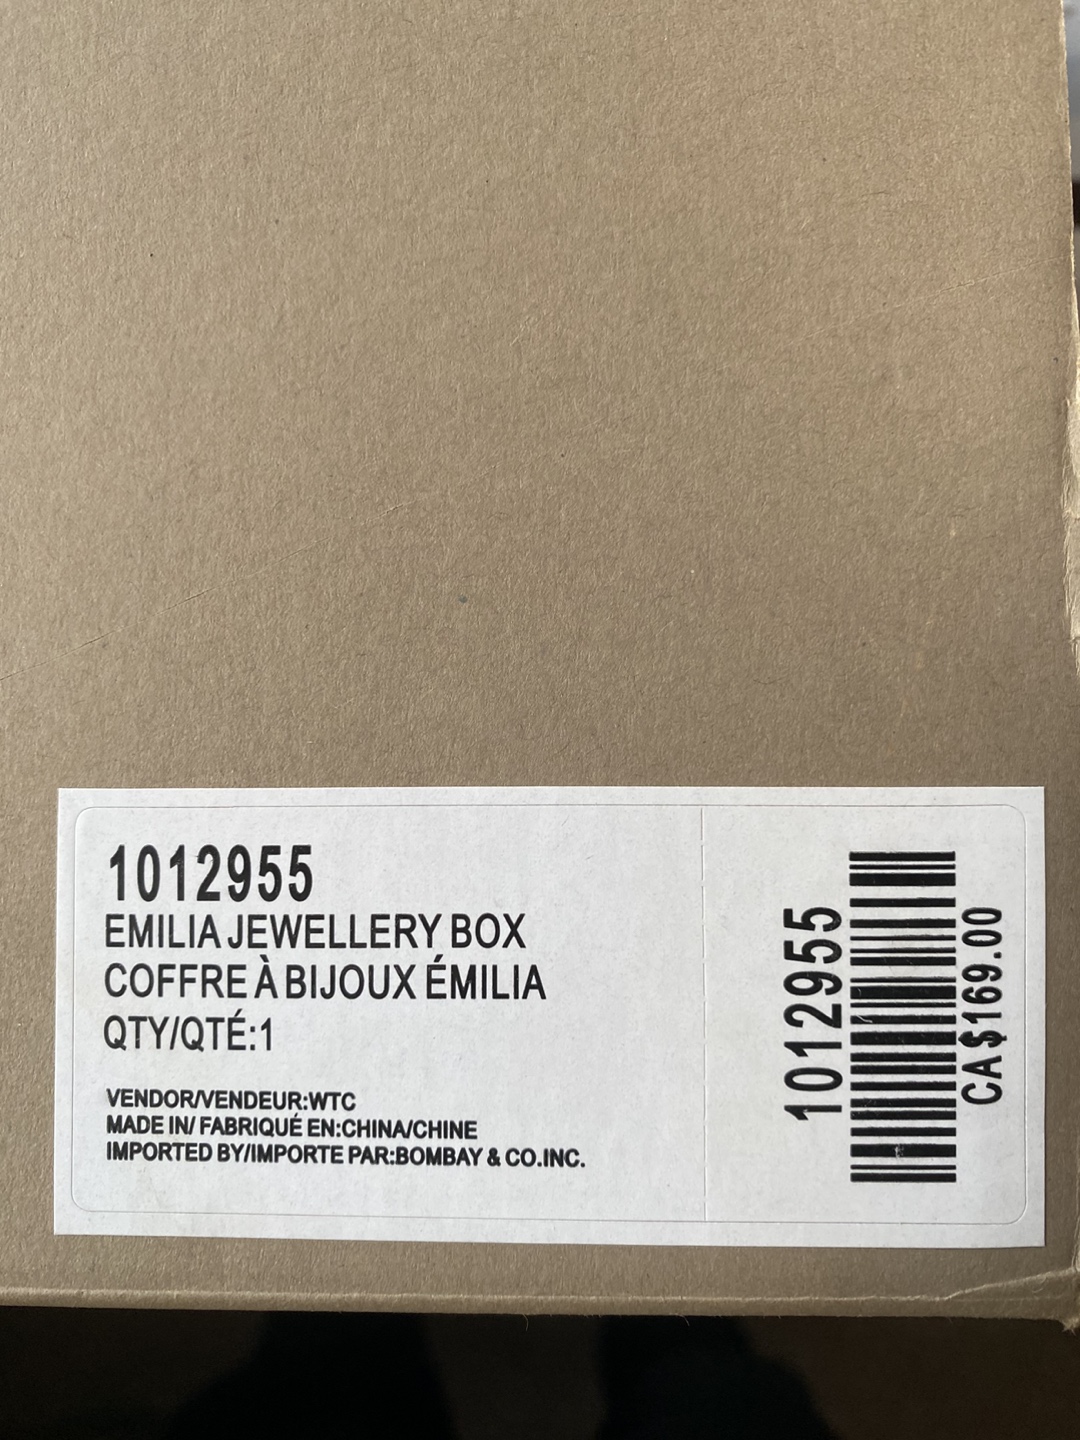 1012955
EMILIA JEWELLERY BOX
COFFRE À BIJOUX ÉMILIA
QTY/QTÉ:1
VENDOR/VENDEUR:WTC
MADE IN/ FABRIQUÉ EN:CHINA/CHINE
IMPORTED BY/IMPORTE PAR:BOMBAY & CO.INC.
1012955
CA$169.00